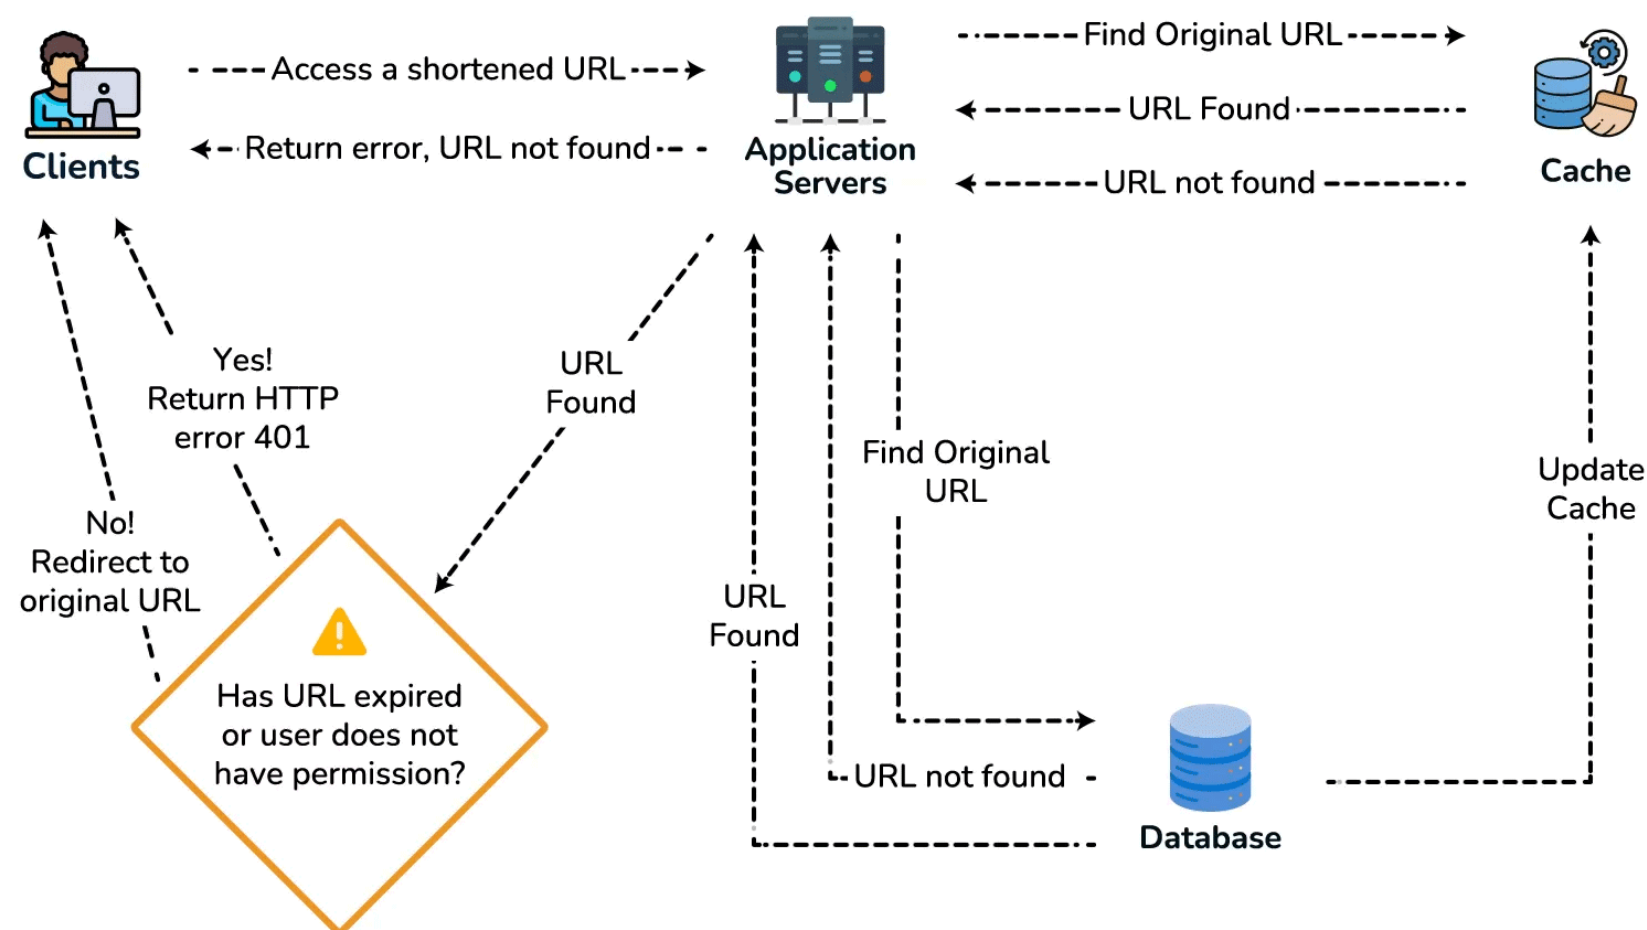 Access a shortened URL
Return error, URL not found
Clients
Application
Servers
Find Original URL
URL Found
URL not found
Cache
Yes!
Return HTTP
error 401
No!
Redirect to
original URL
URL
Found
Has URL expired
or user does not
have permission?
URL
Found
Find Original
URL
URL not found
Database
Update
Cache